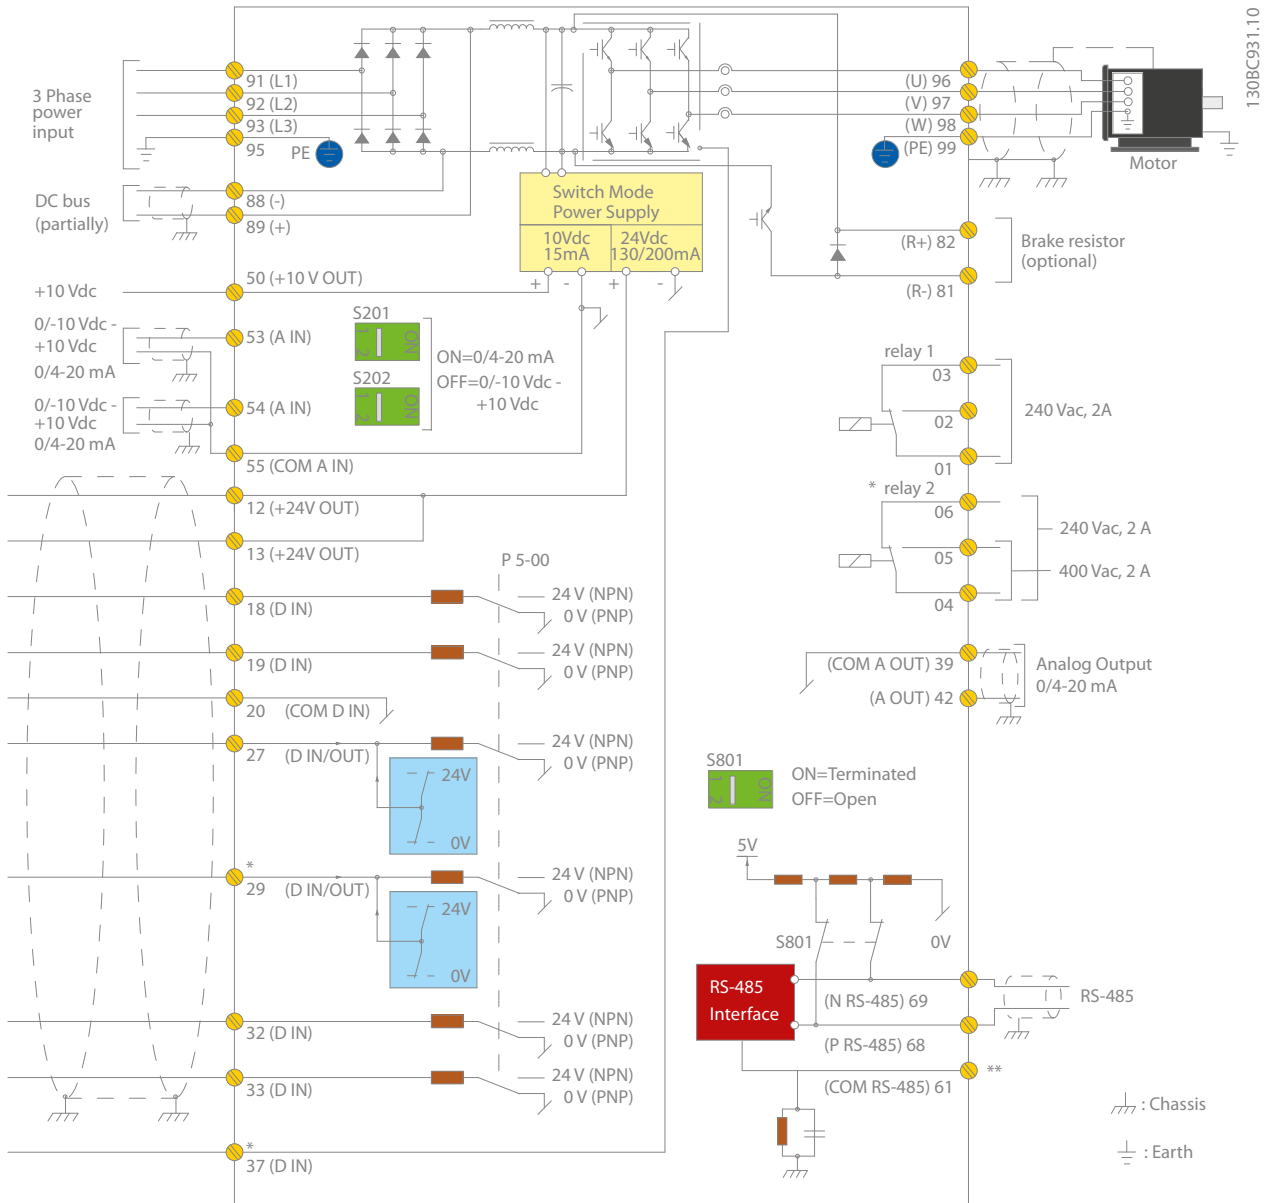 130BC931.10
3 Phase
power
input
91 (L1)
92 (L2)
93 (L3)
95
PE
DC bus
(partially)
88 (-)
89 (+)
50 (+10 V OUT)
+10 Vdc
0/-10 Vdc -
+10 Vdc
0/4-20 mA
53 (A IN)
0/-10 Vdc -
+10 Vdc
0/4-20 mA
54 (A IN)
55 (COM A IN)
12 (+24V OUT)
13 (+24V OUT)
18 (D IN)
19 (D IN)
20 (COM D IN)
27 (D IN/OUT)
*
29 (D IN/OUT)
32 (D IN)
33 (D IN)
*
37 (D IN)
Switch Mode
Power Supply
10Vdc
15mA
24Vdc
130/200mA
+ - + -
S201
1 2 ON
S202
1 2 ON
ON=0/4-20 mA
OFF=0/-10 Vdc -
+10 Vdc
P 5-00
24 V (NPN)
0 V (PNP)
24 V (NPN)
0 V (PNP)
24 V (NPN)
0 V (PNP)
24V
0V
24 V (NPN)
0 V (PNP)
24V
0V
24 V (NPN)
0 V (PNP)
24 V (NPN)
0 V (PNP)
(U) 96
(V) 97
(W) 98
(PE) 99
Motor
(R+) 82
(R-) 81
Brake resistor
(optional)
relay 1
03
02
01
240 Vac, 2A
* relay 2
06
05
04
240 Vac, 2 A
400 Vac, 2 A
(COM A OUT) 39
(A OUT) 42
Analog Output
0/4-20 mA
S801
1 2 ON
ON=Terminated
OFF=Open
5V
S801
0V
RS-485
Interface
(N RS-485) 69
(P RS-485) 68
(COM RS-485) 61
RS-485
**
: Chassis
: Earth